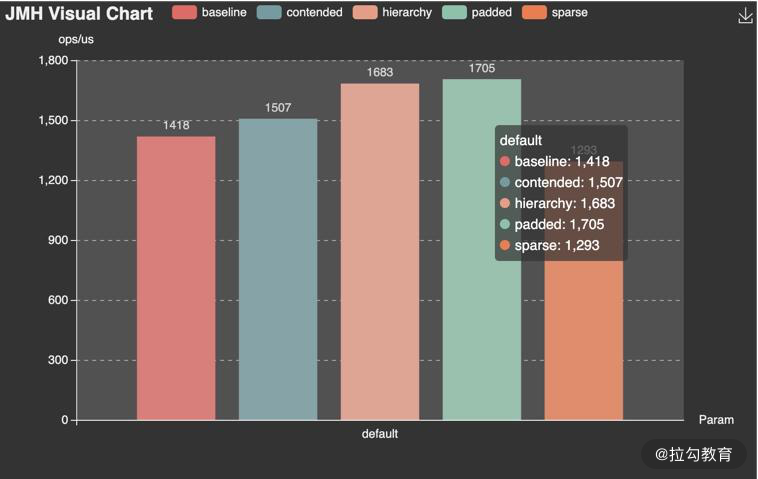 JMH Visual Chart baseline contended hierarchy padded sparse
ops/us
1,800
1,500
1,200
900
600
300
0
1418
1507
1683
1705
1293
default
baseline: 1,418
contended: 1,507
hierarchy: 1,683
padded: 1,705
sparse: 1,293
default
Param
@拉勾教育